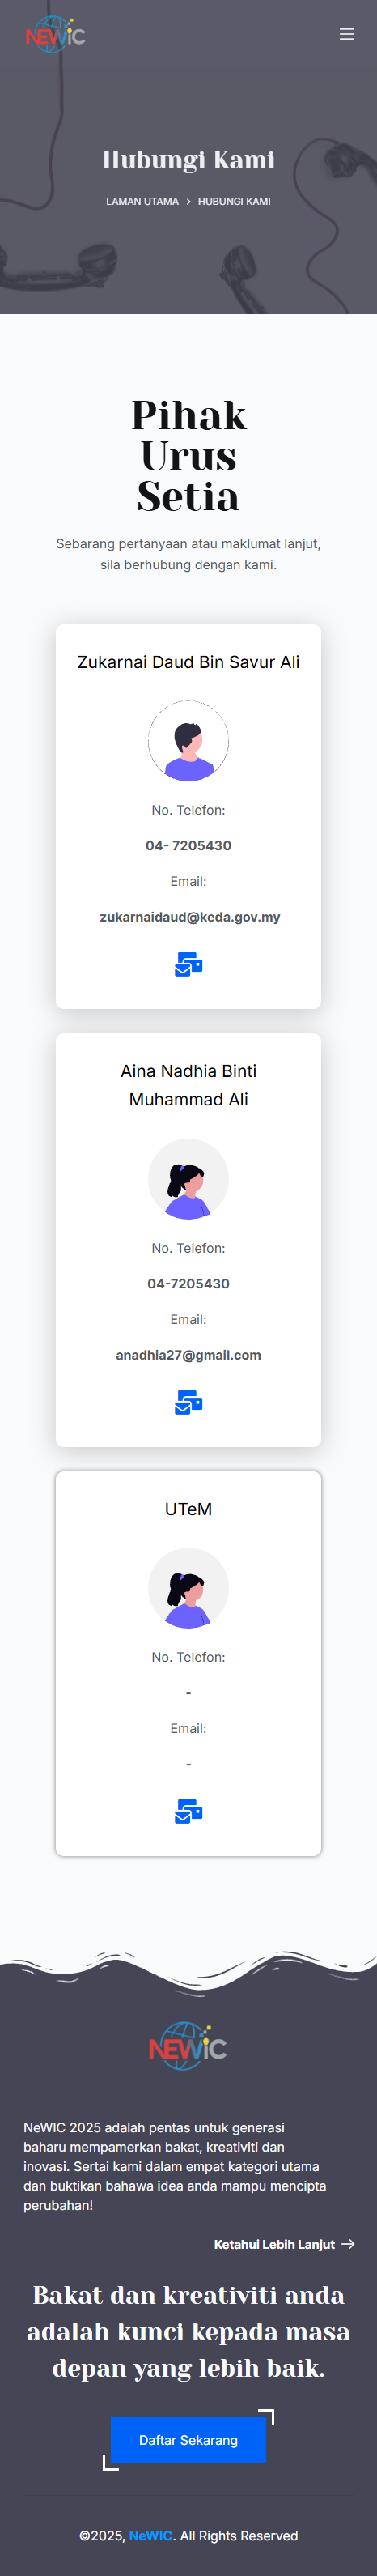 NEWIC
Hubungi Kami
LAMAN UTAMA > HUBUNGI KAMI
Pihak
Urus
Setia
Sebarang pertanyaan atau maklumat lanjut,
sila berhubung dengan kami.
Zukarnai Daud Bin Savur Ali
No. Telefon:
04- 7205430
Email:
zukarnaidaud@keda.gov.my
Aina Nadhia Binti
Muhammad Ali
No. Telefon:
04-7205430
Email:
anadhia27@gmail.com
UTeM
No. Telefon:
-
Email:
-
NEWIC
NeWIC 2025 adalah pentas untuk generasi
baharu mempamerkan bakat, kreativiti dan
inovasi. Sertai kami dalam empat kategori utama
dan buktikan bahawa idea anda mampu mencipta
perubahan!
Ketahui Lebih Lanjut →
Bakat dan kreativiti anda
adalah kunci kepada masa
depan yang lebih baik.
Daftar Sekarang
©2025, NeWIC. All Rights Reserved